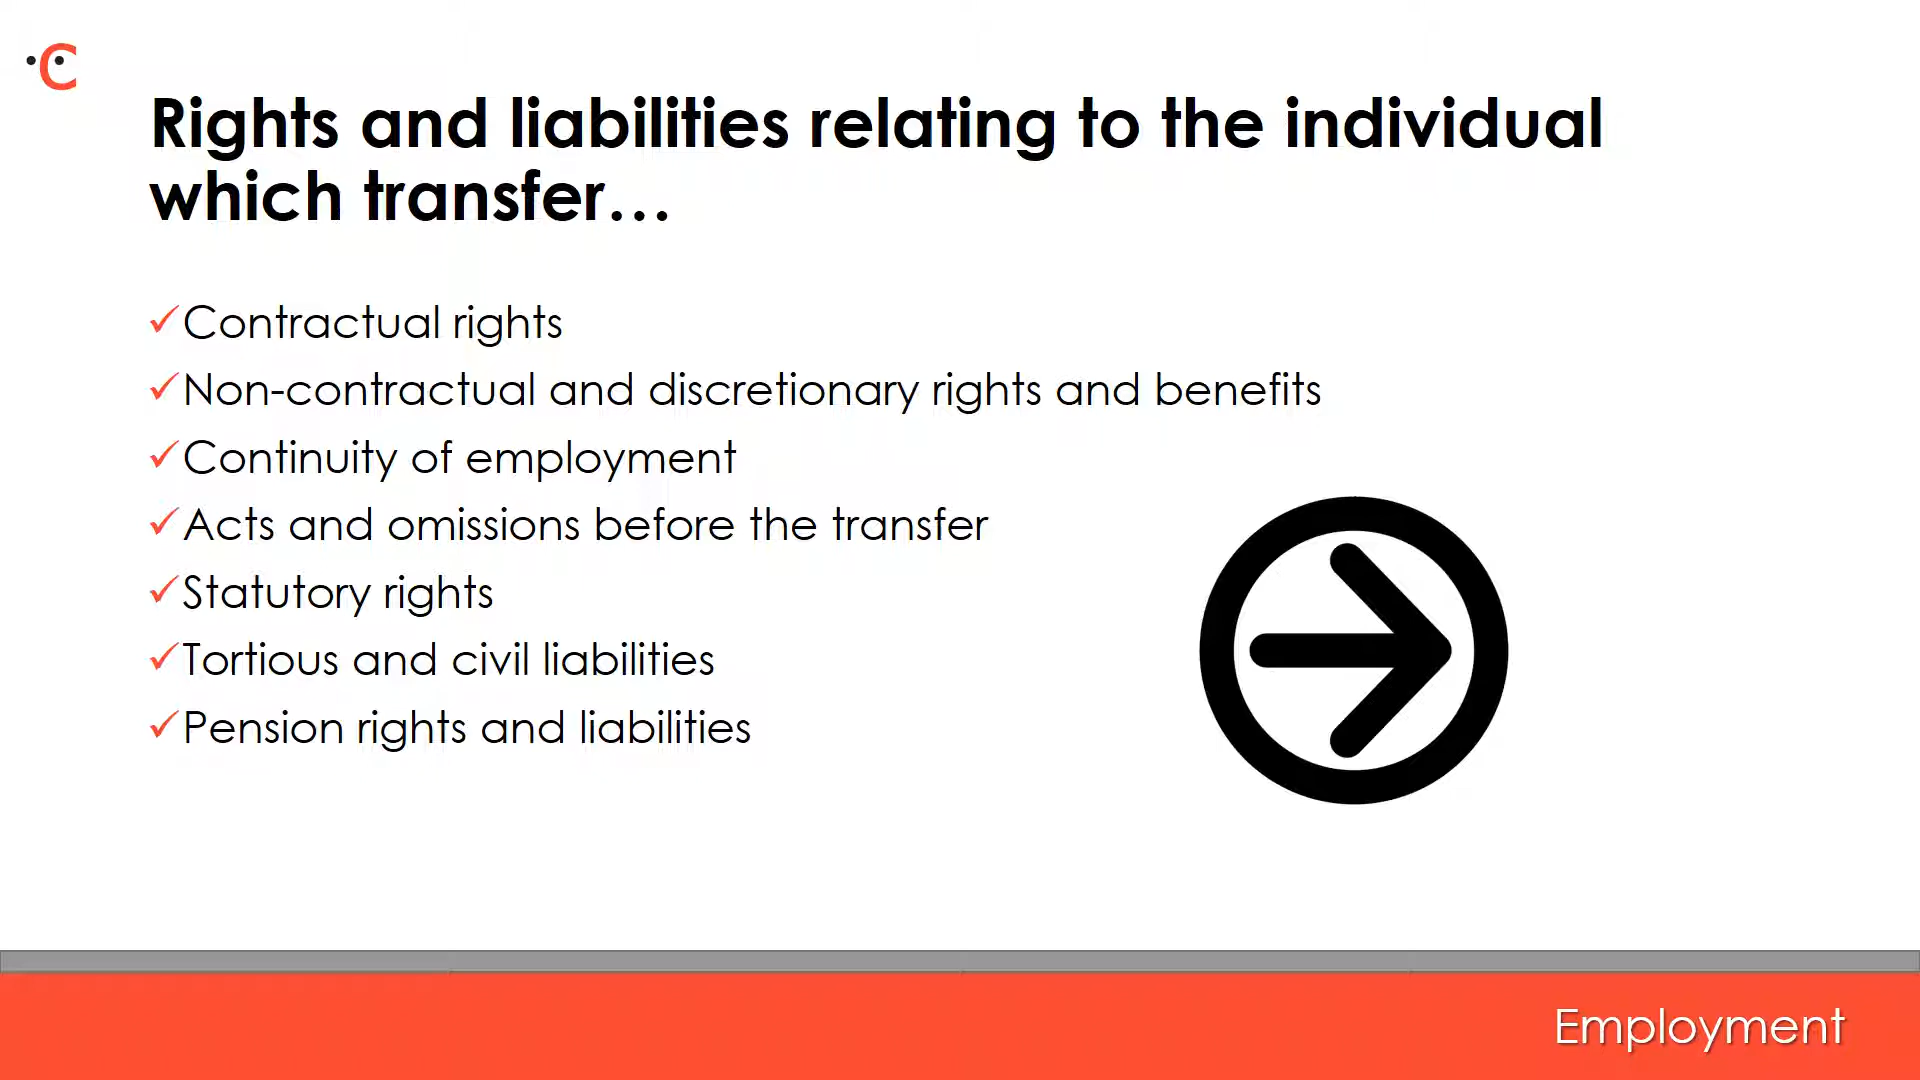 C
Rights and liabilities relating to the individual
which transfer…
Contractual rights
Non-contractual and discretionary rights and benefits
Continuity of employment
Acts and omissions before the transfer
Statutory rights
Tortious and civil liabilities
Pension rights and liabilities
Employment